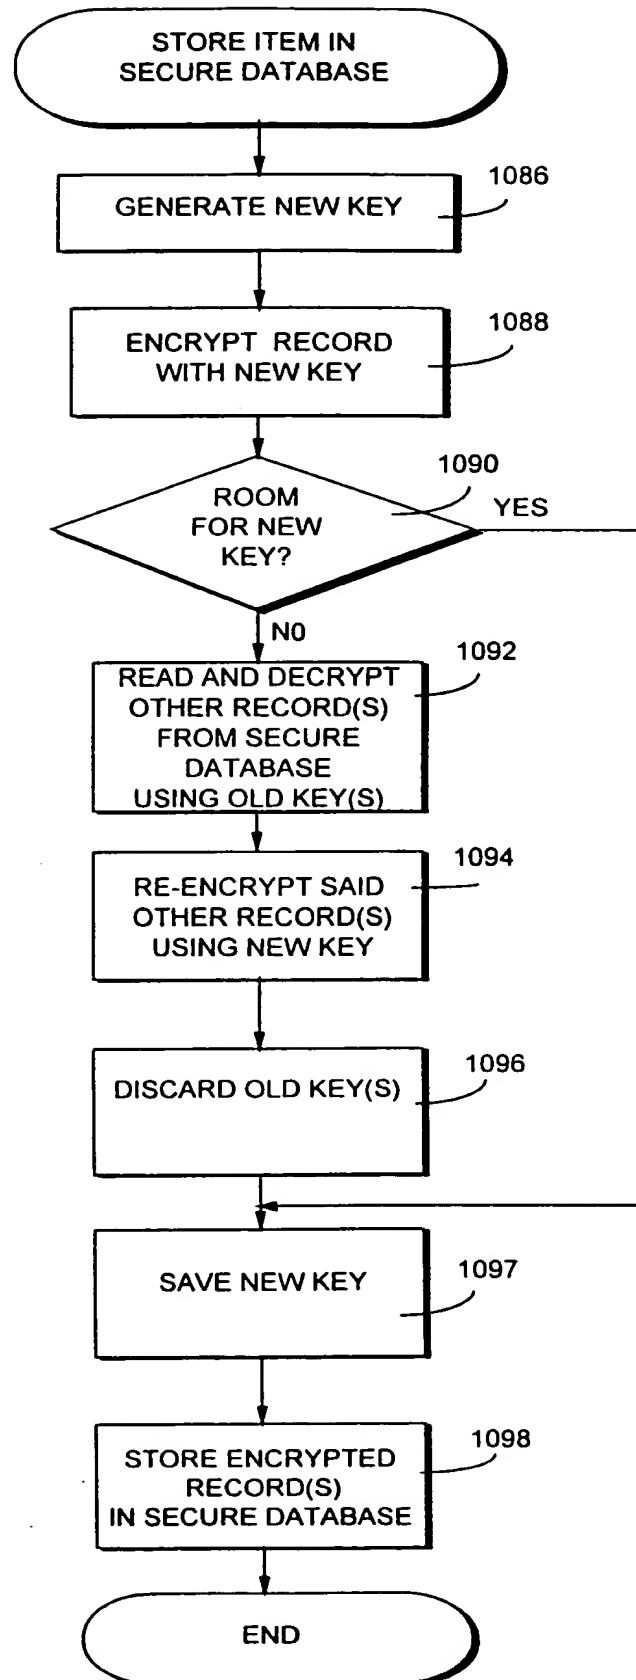 STORE ITEM IN
SECURE DATABASE
GENERATE NEW KEY
1086
ENCRYPT RECORD
WITH NEW KEY
1088
ROOM
FOR NEW
KEY?
1090
YES
NO
READ AND DECRYPT
OTHER RECORD(S)
FROM SECURE
DATABASE
USING OLD KEY(S)
1092
RE-ENCRYPT SAID
OTHER RECORD(S)
USING NEW KEY
1094
DISCARD OLD KEY(S)
1096
SAVE NEW KEY
1097
STORE ENCRYPTED
RECORD(S)
IN SECURE DATABASE
1098
END